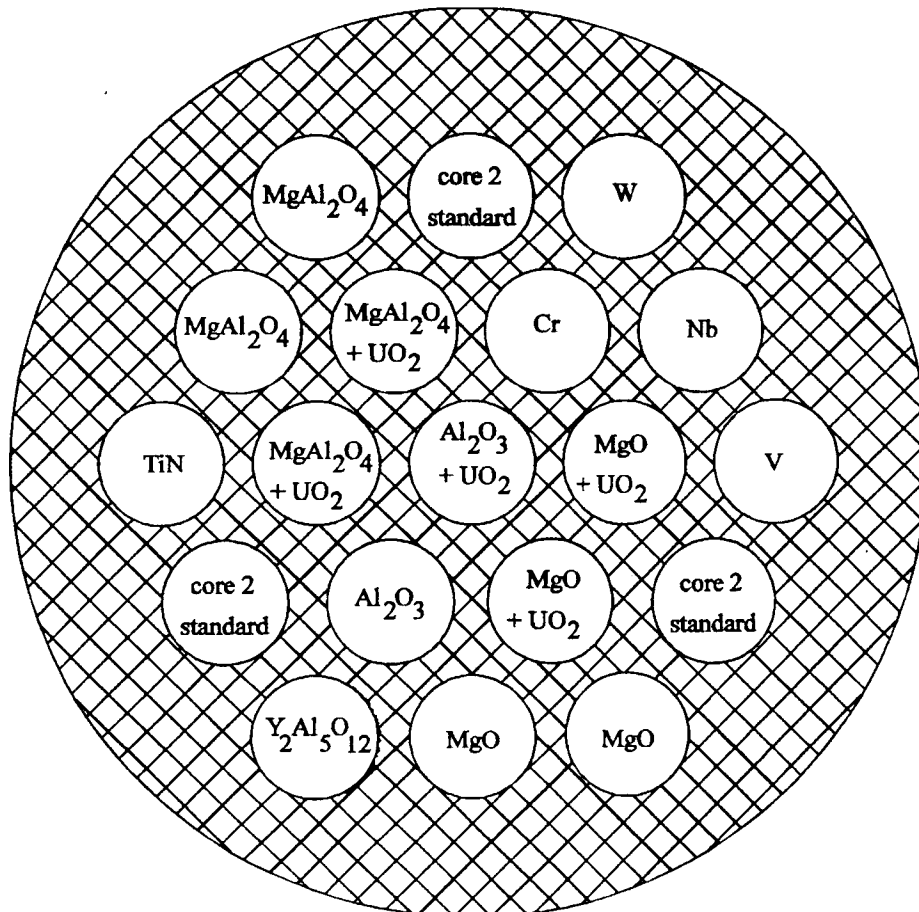 MgAl₂O₄
core 2
standard
W
MgAl₂O₄
MgAl₂O₄
+ UO₂
Cr
Nb
TiN
MgAl₂O₄
+ UO₂
Al₂O₃
+ UO₂
MgO
+ UO₂
V
core 2
standard
Al₂O₃
MgO
+ UO₂
core 2
standard
Y₂Al₅O₁₂
MgO
MgO